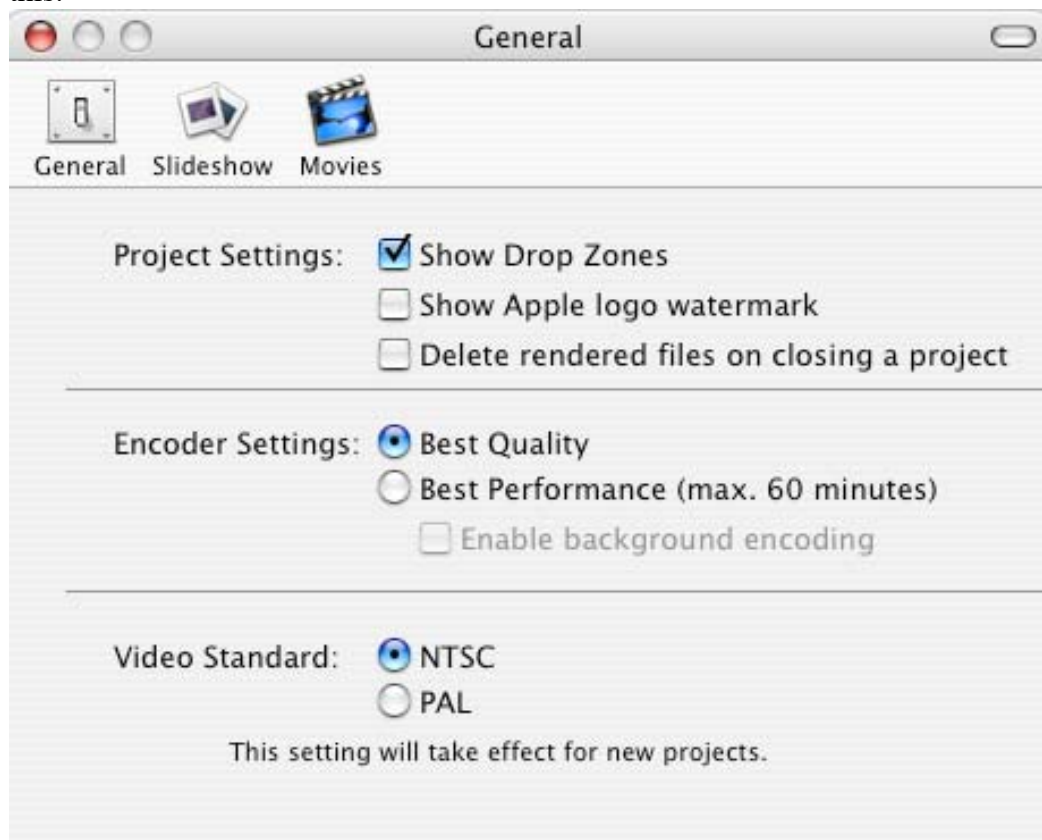 General
General Slideshow Movies
Project Settings: Show Drop Zones
Show Apple logo watermark
Delete rendered files on closing a project
Encoder Settings: Best Quality
Best Performance (max. 60 minutes)
Enable background encoding
Video Standard: NTSC
PAL
This setting will take effect for new projects.